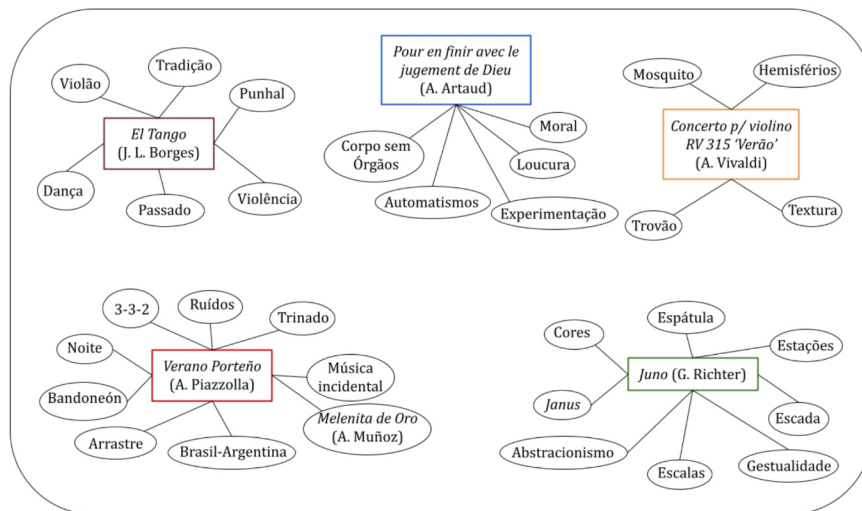 Violão
Tradição
Punhal
El Tango
(J. L. Borges)
Dança
Passado
Violência
Pour en finir avec le
jugement de Dieu
(A. Artaud)
Corpo sem
Órgãos
Automatismos
Experimentação
Loucura
Moral
Mosquito
Hemisférios
Concerto p/ violino
RV 315 ‘Verão’
(A. Vivaldi)
Trovão
Textura
3-3-2
Ruídos
Trinado
Noite
Verano Porteño
(A. Piazzolla)
Música
incidental
Bandoneón
Melenita de Oro
(A. Muñoz)
Arrastre
Brasil-Argentina
Cores
Espátula
Estações
Juno (G. Richter)
Janus
Escada
Abstracionismo
Escalas
Gestualidade